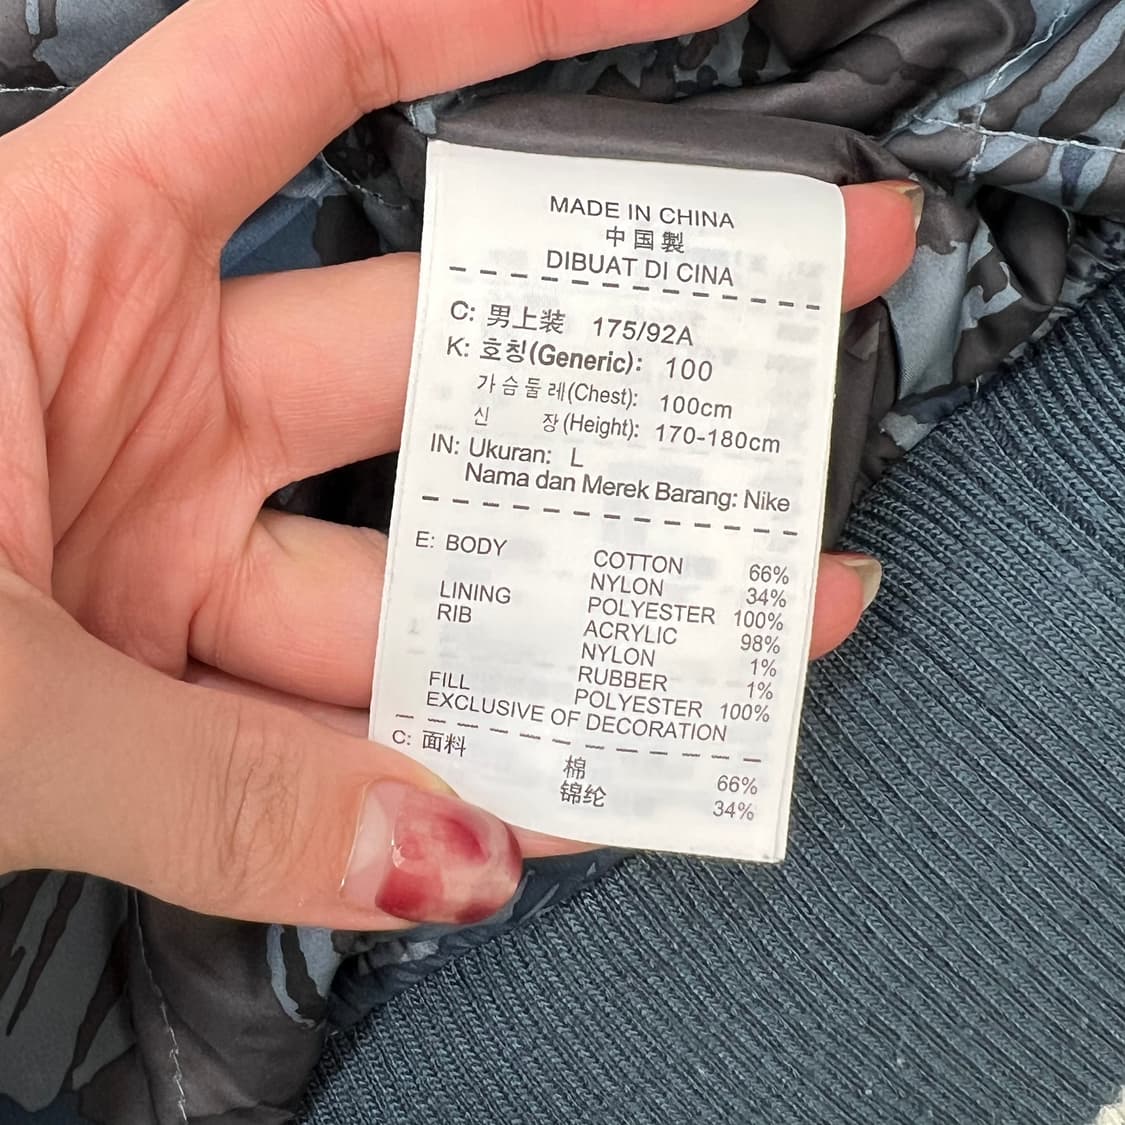 MADE IN CHINA
中国製
DIBUAT DI CINA
C: 男上装 175/92A
K: 호칭(Generic): 100
가슴둘레(Chest): 100cm
신 장(Height): 170-180cm
IN: Ukuran: L
Nama dan Merek Barang: Nike
E: BODY COTTON 66%
NYLON 34%
LINING POLYESTER 100%
RIB ACRYLIC 98%
NYLON 1%
RUBBER 1%
FILL POLYESTER 100%
EXCLUSIVE OF DECORATION
C: 面料 棉 66%
锦纶 34%